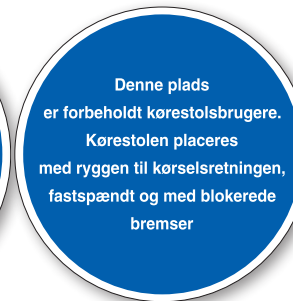 Denne plads
er forbeholdt kørestolsbrugere.
Kørestolen placeres
med ryggen til kørselsretningen,
fastspændt og med blokerede
bremser